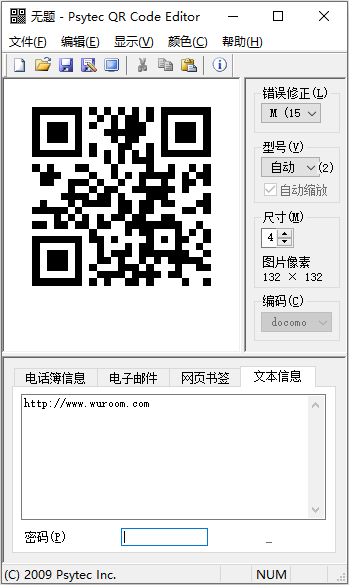 无题 - Psytec QR Code Editor
文件(F) 编辑(E) 显示(V) 颜色(C) 帮助(H)
错误修正(L)
M (15
型号(V)
自动 (2)
自动缩放
尺寸(M)
4
图片像素
132 × 132
编码(C)
docomo
电话簿信息 电子邮件 网页书签 文本信息
http://www.wuroom.com
密码(P) _
(C) 2009 Psytec Inc. NUM